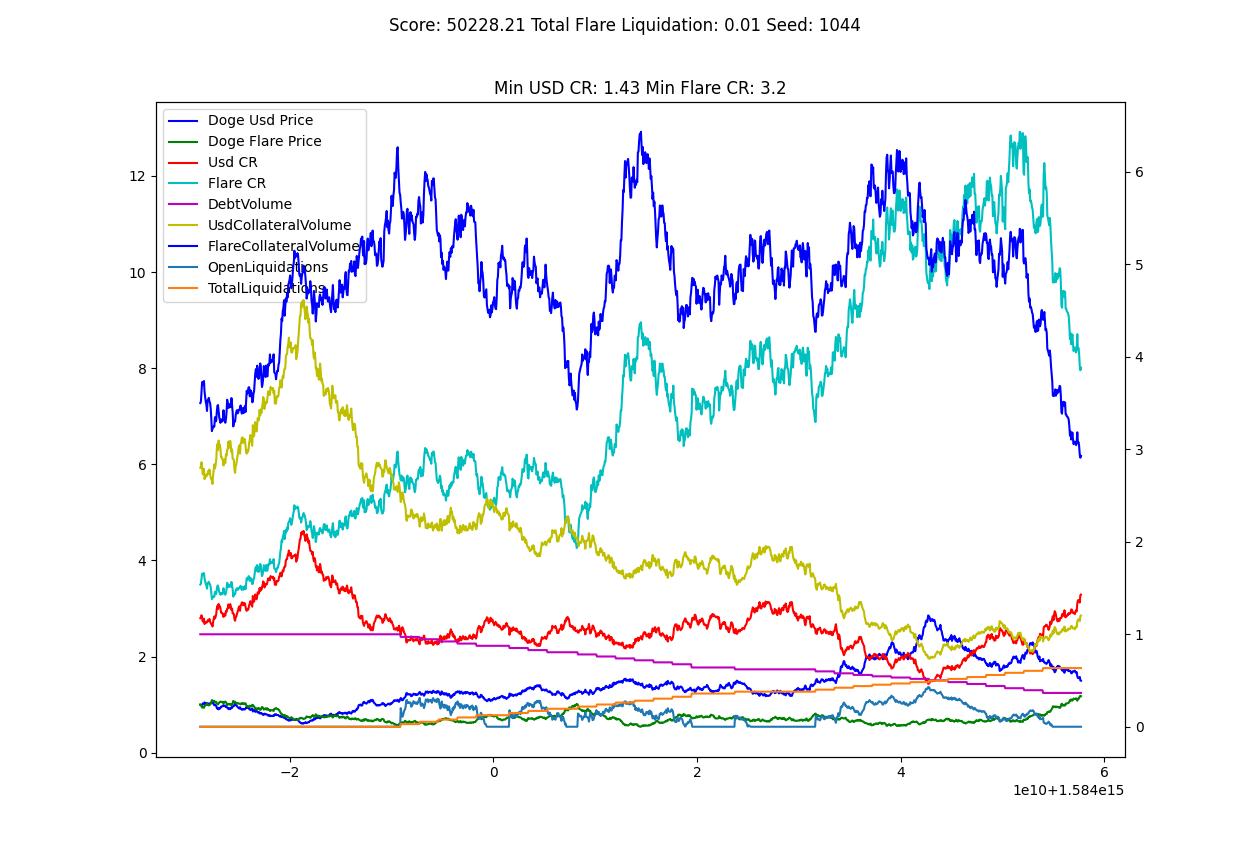 Score: 50228.21 Total Flare Liquidation: 0.01 Seed: 1044
Min USD CR: 1.43 Min Flare CR: 3.2
Doge Usd Price
Doge Flare Price
Usd CR
Flare CR
DebtVolume
UsdCollateralVolume
FlareCollateralVolume
OpenLiquidations
TotalLiquidations
12
10
8
6
4
2
0
6
5
4
3
2
1
0
−2
0
2
4
6
1e10+1.584e15